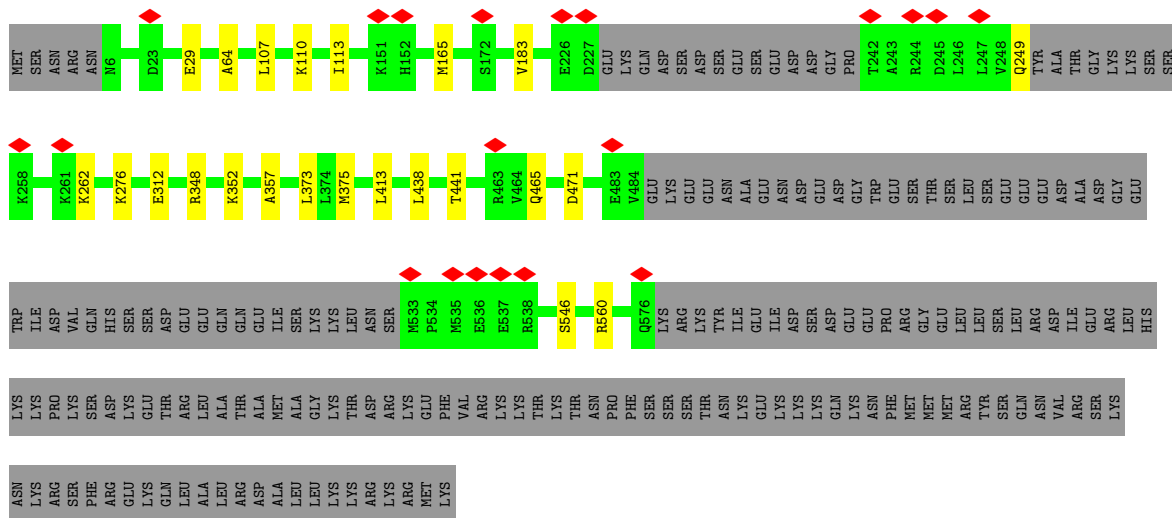 MET SER ASN ARG ASN N6 D23 E29 A64 L107 K110 I113 K151 H152 M165 S172 V183 E226 D227 GLU LYS GLN ASP SER ASP SER GLU SER GLU ASP ASP GLY PRO T242 A243 R244 D245 L246 L247 V248 Q249 TYR ALA THR GLY LYS LYS SER SER
K258 K261 K262 K276 E312 R348 K352 A357 L373 L374 M375 L413 L438 T441 R463 V464 Q465 D471 E483 V484 GLU LYS GLU GLU ASN ALA GLU ASN ASP GLU ASP GLY TRP GLU SER THR SER LEU SER GLU GLU GLU ASP ALA ASP GLY GLU
TRP ILE ASP VAL GLN HIS SER SER ASP GLU GLU GLN GLN GLU ILE SER LYS LYS LEU ASN SER M533 P534 M535 E536 E537 R538 S546 R560 Q576 LYS ARG LYS TYR ILE GLU ILE ASP SER ASP GLU GLU PRO ARG GLY GLU LEU LEU SER LEU ARG ASP ILE GLU ARG LEU HIS
LYS LYS PRO LYS SER ASP LYS GLU THR ARG LEU ALA THR ALA MET ALA GLY LYS THR ASP ARG LYS GLU PHE VAL ARG LYS LYS THR LYS THR ASN PRO PHE SER SER SER THR ASN LYS GLU LYS LYS LYS GLN LYS ASN PHE MET MET MET ARG TYR SER GLN ASN VAL ARG SER LYS
ASN LYS ARG SER PHE ARG GLU LYS GLN LEU ALA LEU ARG ASP ALA LEU LEU LYS LYS ARG LYS ARG MET LYS